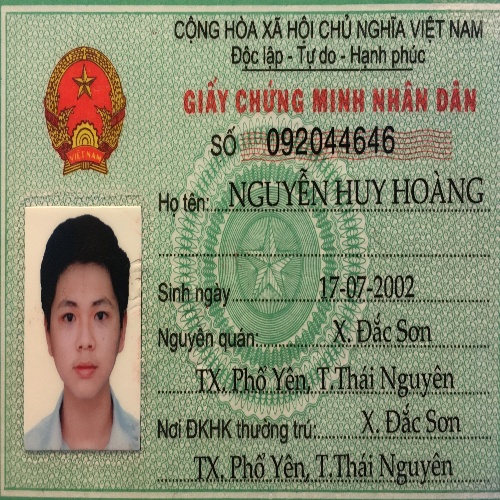 CỘNG HÒA XÃ HỘI CHỦ NGHĨA VIỆT NAM
Độc lập - Tự do - Hạnh phúc
GIẤY CHỨNG MINH NHÂN DÂN
SỐ 092044646
Họ tên: NGUYỄN HUY HOÀNG
Sinh ngày 17-07-2002
Nguyên quán: X. Đắc Sơn
TX. Phổ Yên, T.Thái Nguyên
Nơi ĐKHK thường trú: X. Đắc Sơn
TX. Phổ Yên, T.Thái Nguyên
VIỆT NAM